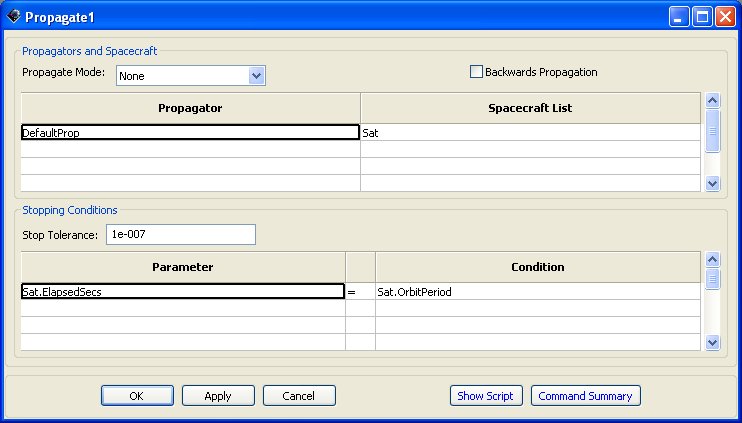 Propagate1
Propagators and Spacecraft
Propagate Mode: None Backwards Propagation
Propagator Spacecraft List
DefaultProp Sat
Stopping Conditions
Stop Tolerance: 1e-007
Parameter Condition
Sat.ElapsedSecs = Sat.OrbitPeriod
OK Apply Cancel Show Script Command Summary